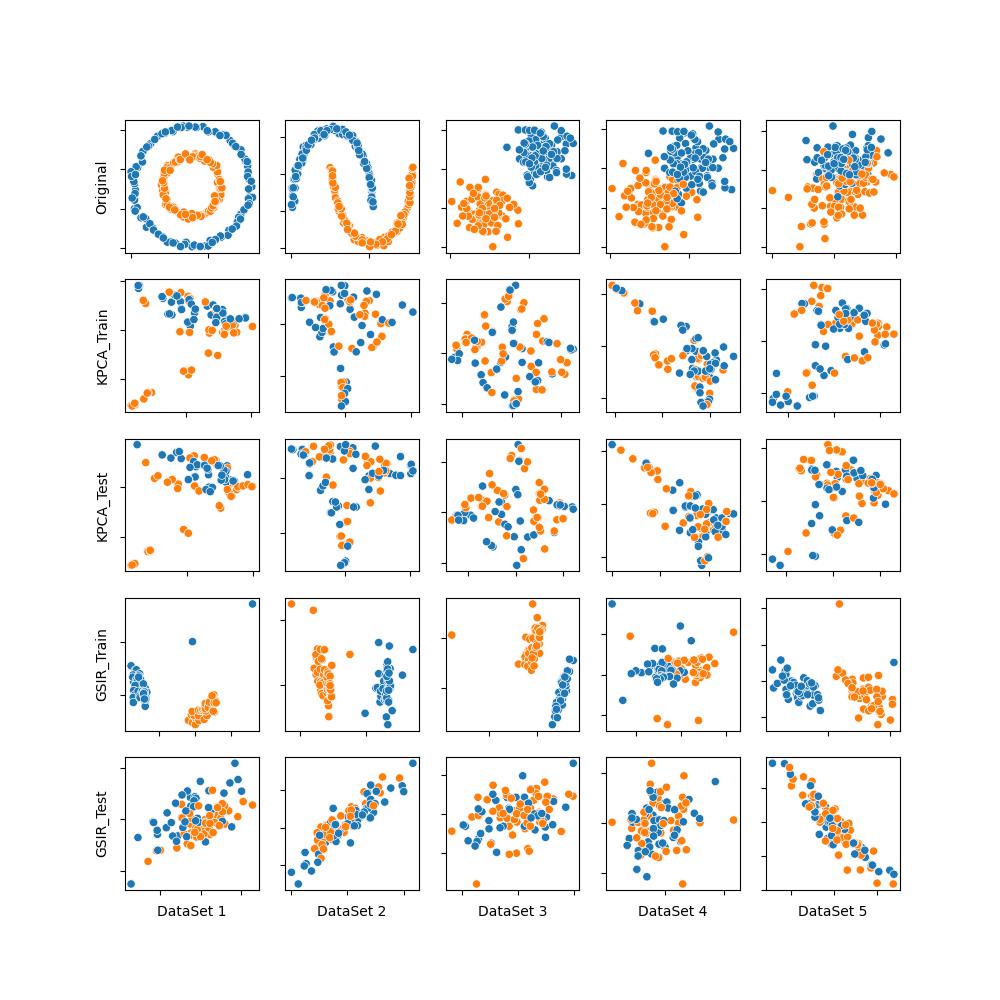 Original
KPCA_Train
KPCA_Test
GSIR_Train
GSIR_Test
DataSet 1
DataSet 2
DataSet 3
DataSet 4
DataSet 5